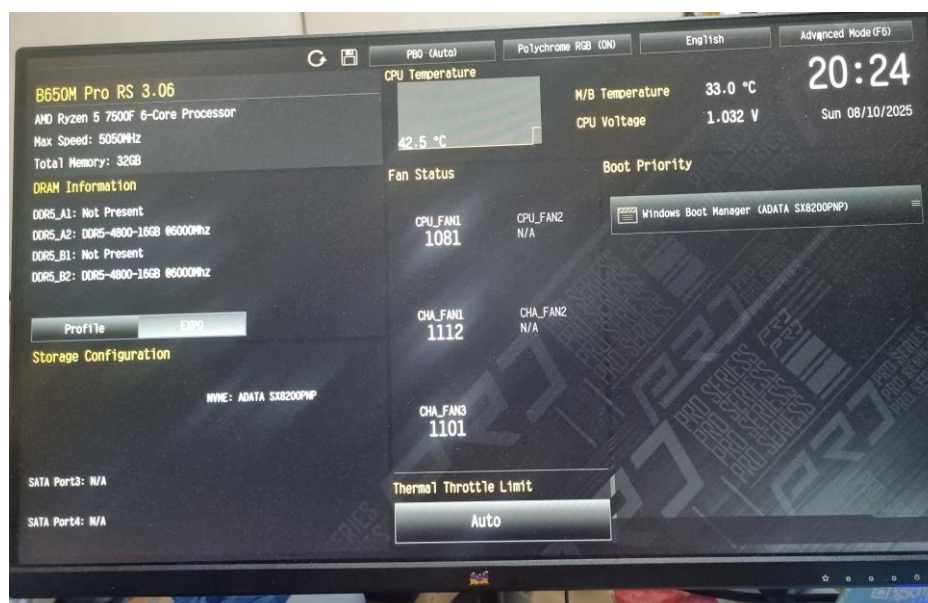 PBO (Auto)
Polychrome RGB (ON)
English
Advanced Mode(F6)
B650M Pro RS 3.06
AMD Ryzen 5 7500F 6-Core Processor
Max Speed: 5050MHz
Total Memory: 32GB
CPU Temperature
42.5 °C
M/B Temperature 33.0 °C
CPU Voltage 1.032 V
20:24
Sun 08/10/2025
DRAM Information
DDR5_A1: Not Present
DDR5_A2: DDR5-4800-16GB @6000Mhz
DDR5_B1: Not Present
DDR5_B2: DDR5-4800-16GB @6000Mhz
Profile
EXPO
Storage Configuration
NVME: ADATA SX8200PNP
SATA Port3: N/A
SATA Port4: N/A
Fan Status
CPU_FAN1
1081
CPU_FAN2
N/A
CHA_FAN1
1112
CHA_FAN2
N/A
CHA_FAN3
1101
Thermal Throttle Limit
Auto
Boot Priority
Windows Boot Manager (ADATA SX8200PNP)
PRO SERIES